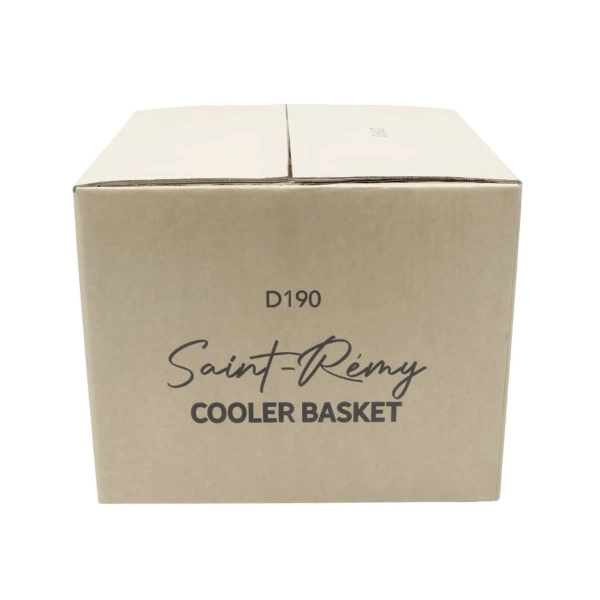 D190
Saint-Rémy
COOLER BASKET